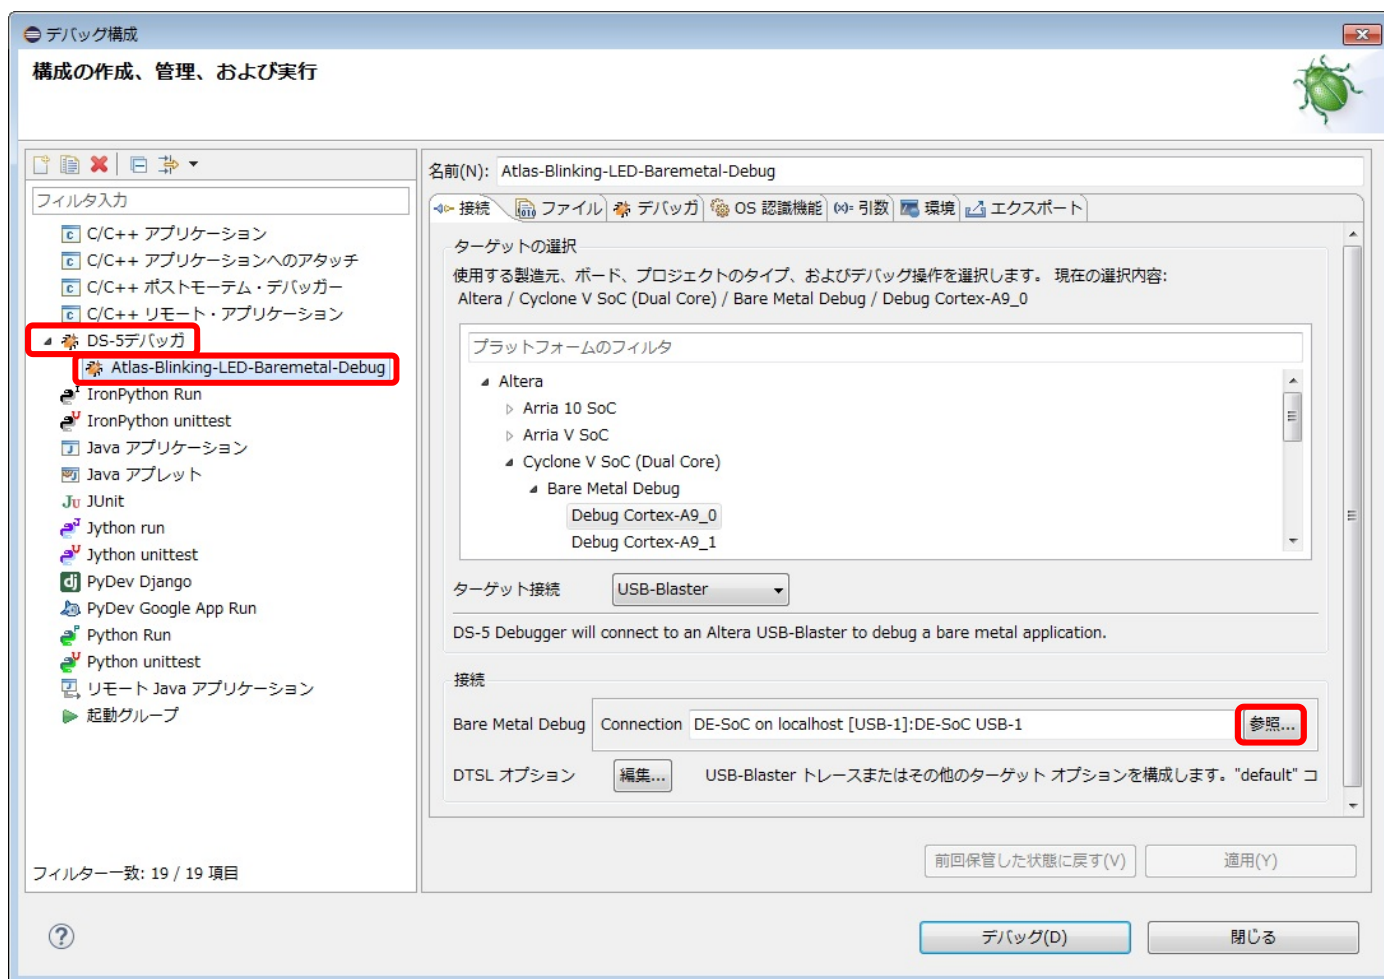 デバッグ構成
構成の作成、管理、および実行
フィルタ入力
C/C++ アプリケーション
C/C++ アプリケーションへのアタッチ
C/C++ ポストモーテム・デバッガー
C/C++ リモート・アプリケーション
DS-5デバッガ
Atlas-Blinking-LED-Baremetal-Debug
IronPython Run
IronPython unittest
Java アプリケーション
Java アプレット
JUnit
Jython run
Jython unittest
PyDev Django
PyDev Google App Run
Python Run
Python unittest
リモート Java アプリケーション
起動グループ
フィルター一致: 19 / 19 項目
名前(N): Atlas-Blinking-LED-Baremetal-Debug
接続 ファイル デバッガ OS 認識機能 引数 環境 エクスポート
ターゲットの選択
使用する製造元、ボード、プロジェクトのタイプ、およびデバッグ操作を選択します。 現在の選択内容:
Altera / Cyclone V SoC (Dual Core) / Bare Metal Debug / Debug Cortex-A9_0
プラットフォームのフィルタ
Altera
Arria 10 SoC
Arria V SoC
Cyclone V SoC (Dual Core)
Bare Metal Debug
Debug Cortex-A9_0
Debug Cortex-A9_1
ターゲット接続 USB-Blaster
DS-5 Debugger will connect to an Altera USB-Blaster to debug a bare metal application.
接続
Bare Metal Debug Connection DE-SoC on localhost [USB-1]:DE-SoC USB-1 参照...
DTSL オプション 編集... USB-Blaster トレースまたはその他のターゲット オプションを構成します。"default" コ
前回保管した状態に戻す(V) 適用(Y)
デバッグ(D) 閉じる